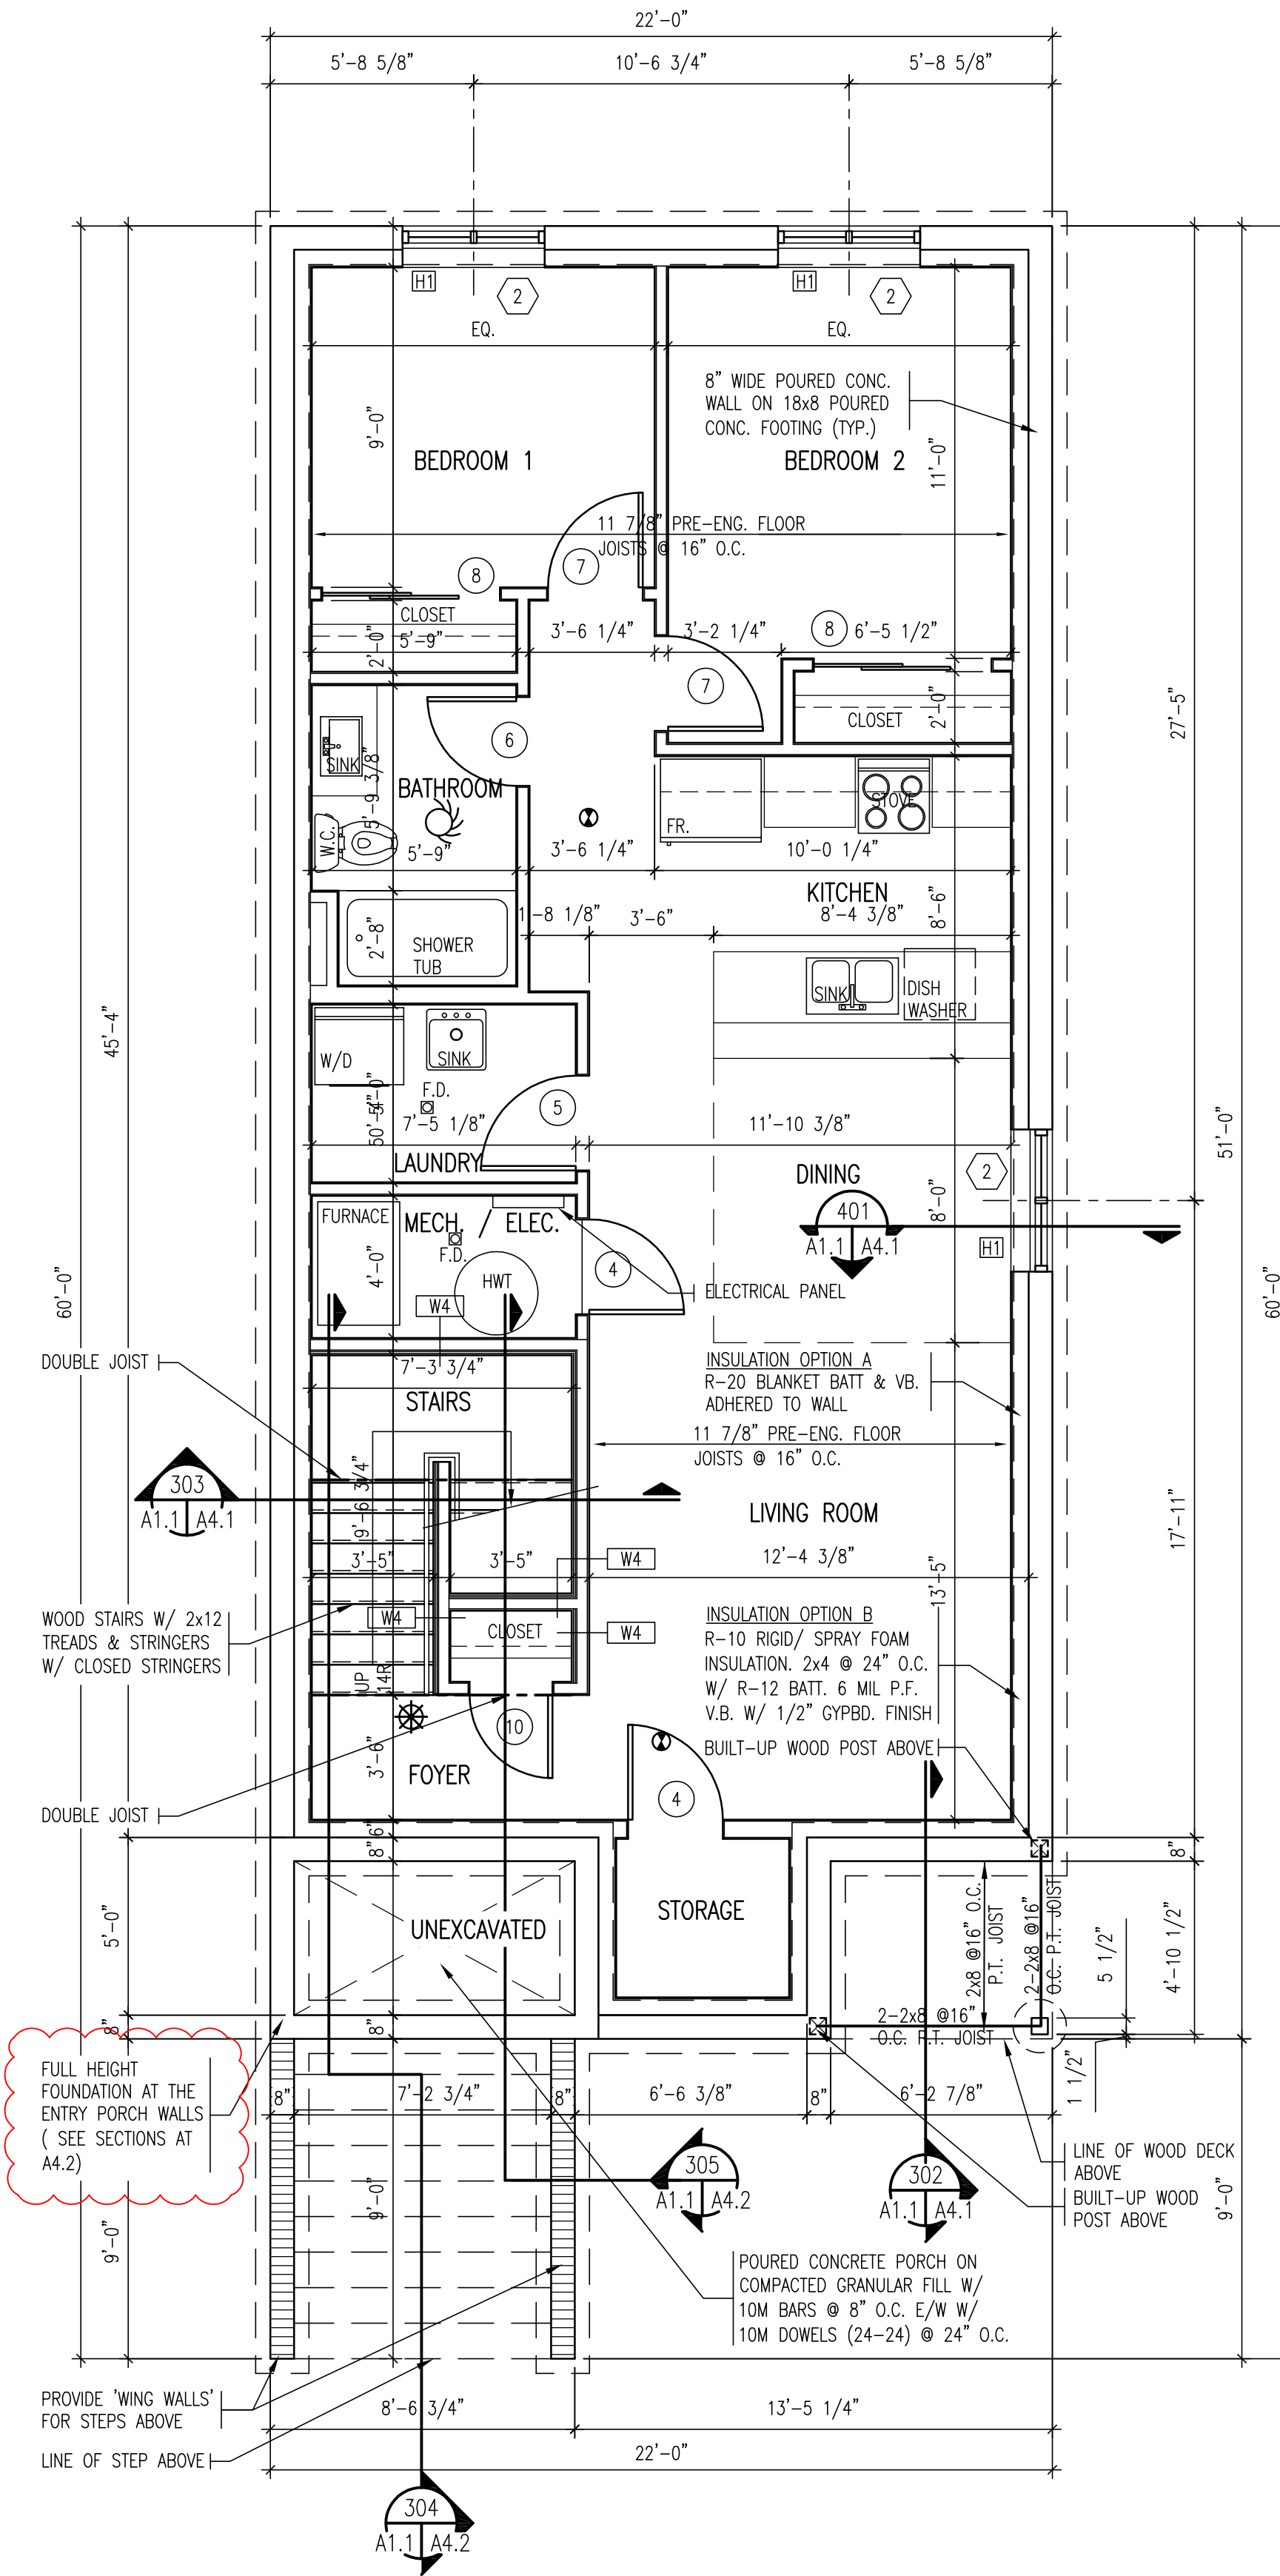 22'-0"
5'-8 5/8"
10'-6 3/4"
5'-8 5/8"
H1
2
H1
2
EQ.
EQ.
8" WIDE POURED CONC.
WALL ON 18x8 POURED
CONC. FOOTING (TYP.)
9'-0"
BEDROOM 1
BEDROOM 2
11'-0"
11 7/8" PRE-ENG. FLOOR
JOISTS @ 16" O.C.
8
7
CLOSET
5'-9"
2'-0"
3'-6 1/4"
3'-2 1/4"
8
6'-5 1/2"
7
CLOSET
2'-0"
27'-5"
6
SINK
5'-9 3/8"
BATHROOM
W.C.
5'-9"
3'-6 1/4"
FR.
STOVE
10'-0 1/4"
KITCHEN
8'-4 3/8"
8'-6"
-8 1/8"
3'-6"
2'-8"
SHOWER
TUB
SINK
DISH
WASHER
45'-4"
W/D
SINK
F.D.
7'-5 1/8"
5
11'-10 3/8"
51'-0"
LAUNDRY
DINING
2
FURNACE
MECH. / ELEC.
F.D.
4'-0"
HWT
W4
4
401
A1.1
A4.1
8'-0"
H1
ELECTRICAL PANEL
60'-0"
60'-0"
DOUBLE JOIST
7'-3 3/4"
STAIRS
INSULATION OPTION A
R-20 BLANKET BATT & VB.
ADHERED TO WALL
11 7/8" PRE-ENG. FLOOR
JOISTS @ 16" O.C.
303
A1.1
A4.1
9'-6 3/4"
LIVING ROOM
17'-11"
3'-5"
3'-5"
W4
12'-4 3/8"
13'-5"
WOOD STAIRS W/ 2x12
TREADS & STRINGERS
W/ CLOSED STRINGERS
W4
CLOSET
W4
INSULATION OPTION B
R-10 RIGID/ SPRAY FOAM
INSULATION. 2x4 @ 24" O.C.
W/ R-12 BATT. 6 MIL P.F.
V.B. W/ 1/2" GYPBD. FINISH
UP
14R
10
BUILT-UP WOOD POST ABOVE
3'-6"
FOYER
4
DOUBLE JOIST
6"
8"
8"
5'-0"
UNEXCAVATED
STORAGE
2x8 @16" O.C.
P.T. JOIST
2-2x8 @16"
O.C. P.T. JOIST
5 1/2"
4'-10 1/2"
2-2x8 @16"
O.C. P.T. JOIST
8"
8"
1 1/2"
FULL HEIGHT
FOUNDATION AT THE
ENTRY PORCH WALLS
( SEE SECTIONS AT
A4.2)
8"
7'-2 3/4"
8"
6'-6 3/8"
8"
6'-2 7/8"
LINE OF WOOD DECK
ABOVE
BUILT-UP WOOD
POST ABOVE
305
A1.1
A4.2
302
A1.1
A4.1
9'-0"
9'-0"
9'-0"
POURED CONCRETE PORCH ON
COMPACTED GRANULAR FILL W/
10M BARS @ 8" O.C. E/W W/
10M DOWELS (24-24) @ 24" O.C.
PROVIDE 'WING WALLS'
FOR STEPS ABOVE
8'-6 3/4"
13'-5 1/4"
LINE OF STEP ABOVE
22'-0"
304
A1.1
A4.2